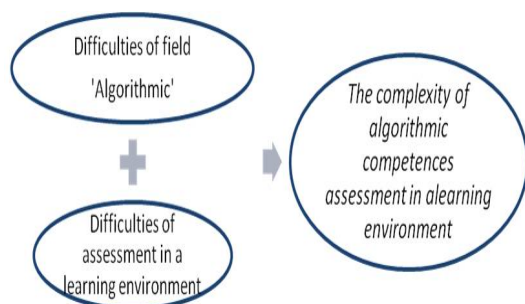 Difficulties of field
'Algorithmic'
Difficulties of
assessment in a
learning environment
The complexity of
algorithmic
competences
assessment in alearning
environment